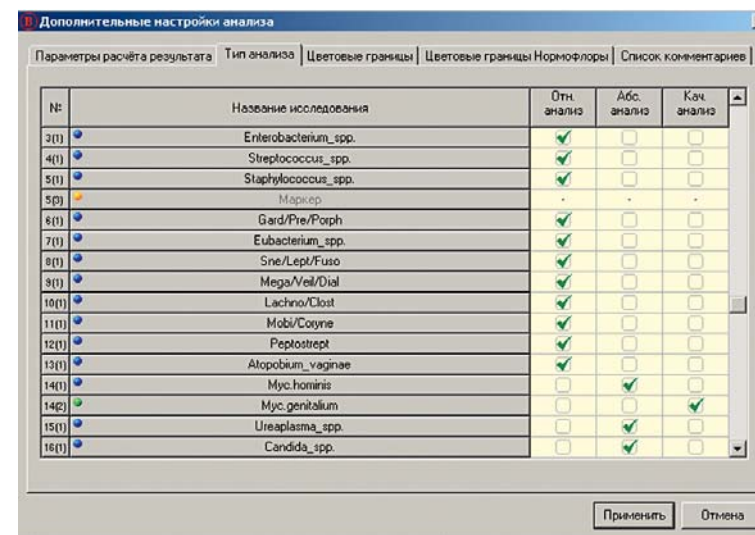 Дополнительные настройки анализа
Параметры расчёта результата Тип анализа Цветовые границы Цветовые границы Нормофлоры Список комментариев
№ Название исследования Отн. анализ Абс. анализ Кач. анализ
3(1) Enterobacterium_spp.
4(1) Streptococcus_spp.
5(1) Staphylococcus_spp.
5(3) Маркер - - -
6(1) Gard/Pre/Porph
7(1) Eubacterium_spp.
8(1) Sne/Lept/Fuso
9(1) Mega/Veil/Dial
10(1) Lachno/Clost
11(1) Mobi/Coryne
12(1) Peptostrept
13(1) Atopobium_vaginae
14(1) Myc.hominis
14(2) Myc.genitalium
15(1) Ureaplasma_spp.
16(1) Candida_spp.
Применить Отмена